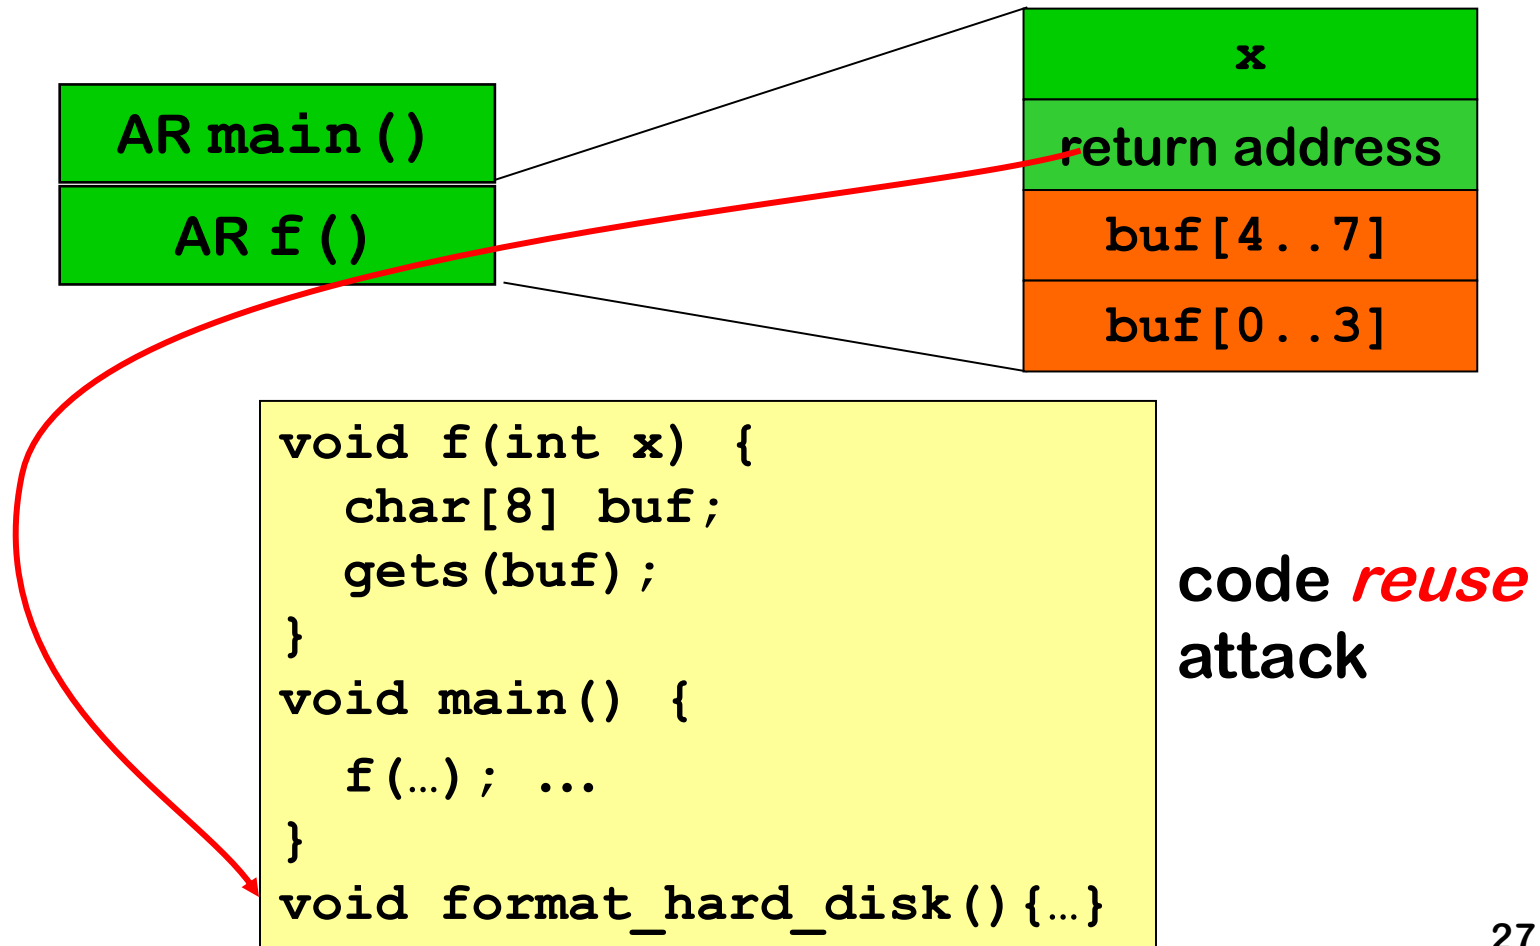 x
AR main()
return address
AR f()
buf[4..7]
buf[0..3]
void f(int x) {
char[8] buf;
gets(buf);
}
void main() {
f(…); ...
}
void format_hard_disk(){…}
code reuse
attack
27